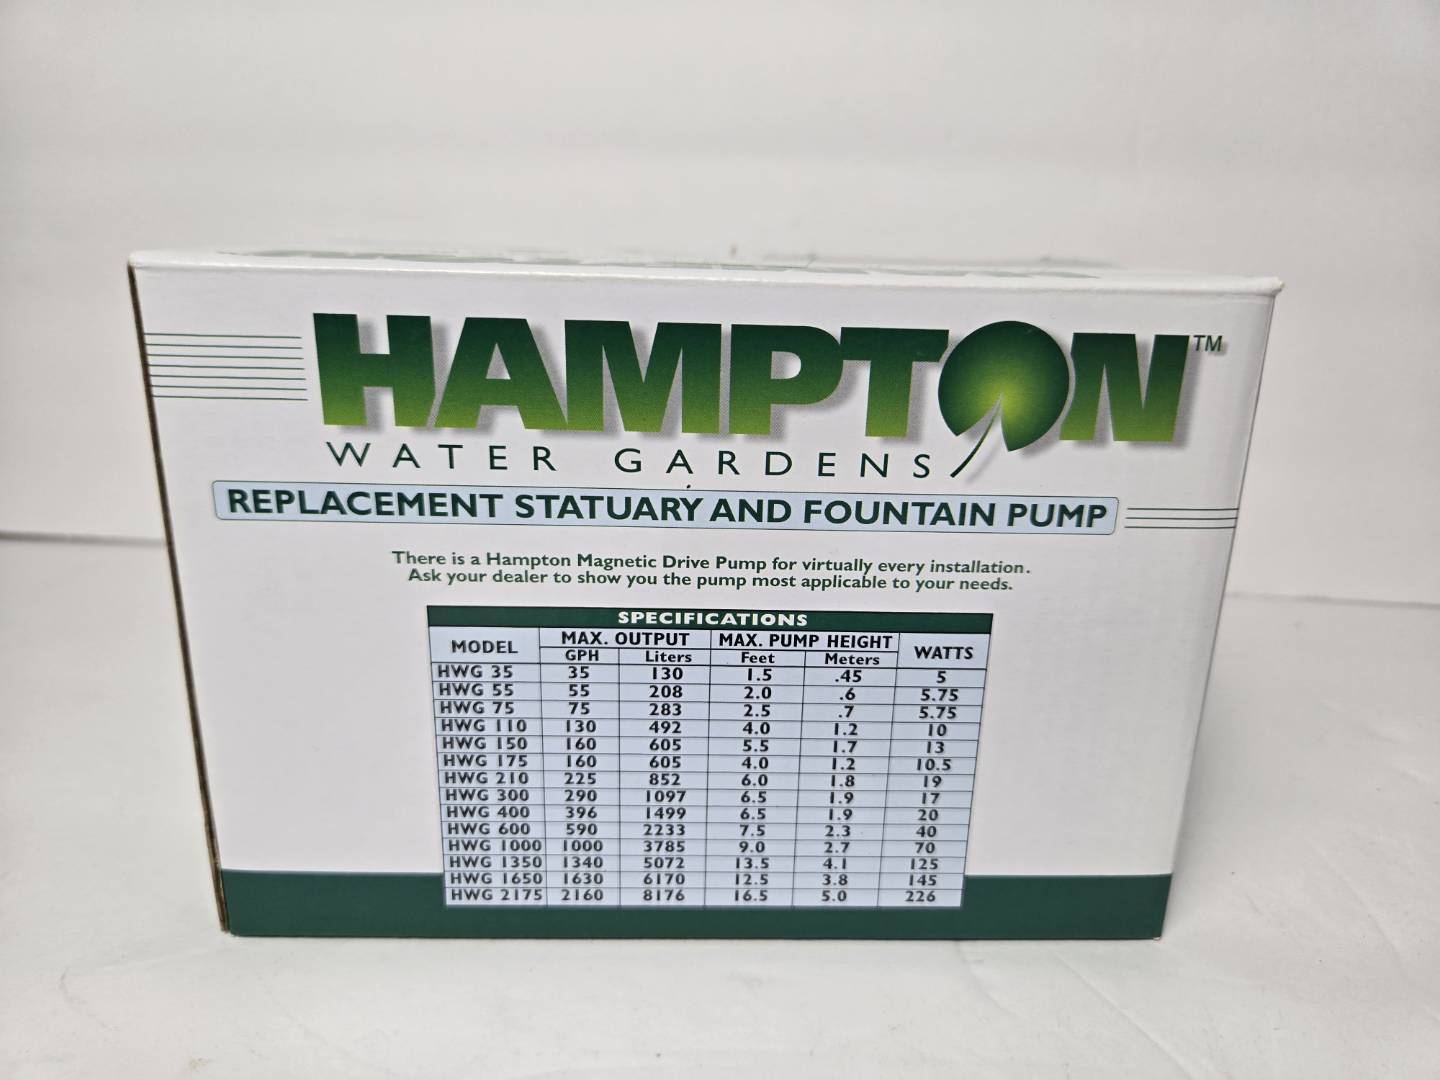 HAMPTON™
WATER GARDENS
REPLACEMENT STATUARY AND FOUNTAIN PUMP
There is a Hampton Magnetic Drive Pump for virtually every installation.
Ask your dealer to show you the pump most applicable to your needs.
SPECIFICATIONS
MODEL MAX. OUTPUT MAX. PUMP HEIGHT WATTS
GPH Liters Feet Meters
HWG 35 35 130 1.5 .45 5
HWG 55 55 208 2.0 .6 5.75
HWG 75 75 283 2.5 .7 5.75
HWG 110 130 492 4.0 1.2 10
HWG 150 160 605 5.5 1.7 13
HWG 175 160 605 4.0 1.2 10.5
HWG 210 225 852 6.0 1.8 19
HWG 300 290 1097 6.5 1.9 17
HWG 400 396 1499 6.5 1.9 20
HWG 600 590 2233 7.5 2.3 40
HWG 1000 1000 3785 9.0 2.7 70
HWG 1350 1340 5072 13.5 4.1 125
HWG 1650 1630 6170 12.5 3.8 145
HWG 2175 2160 8176 16.5 5.0 226